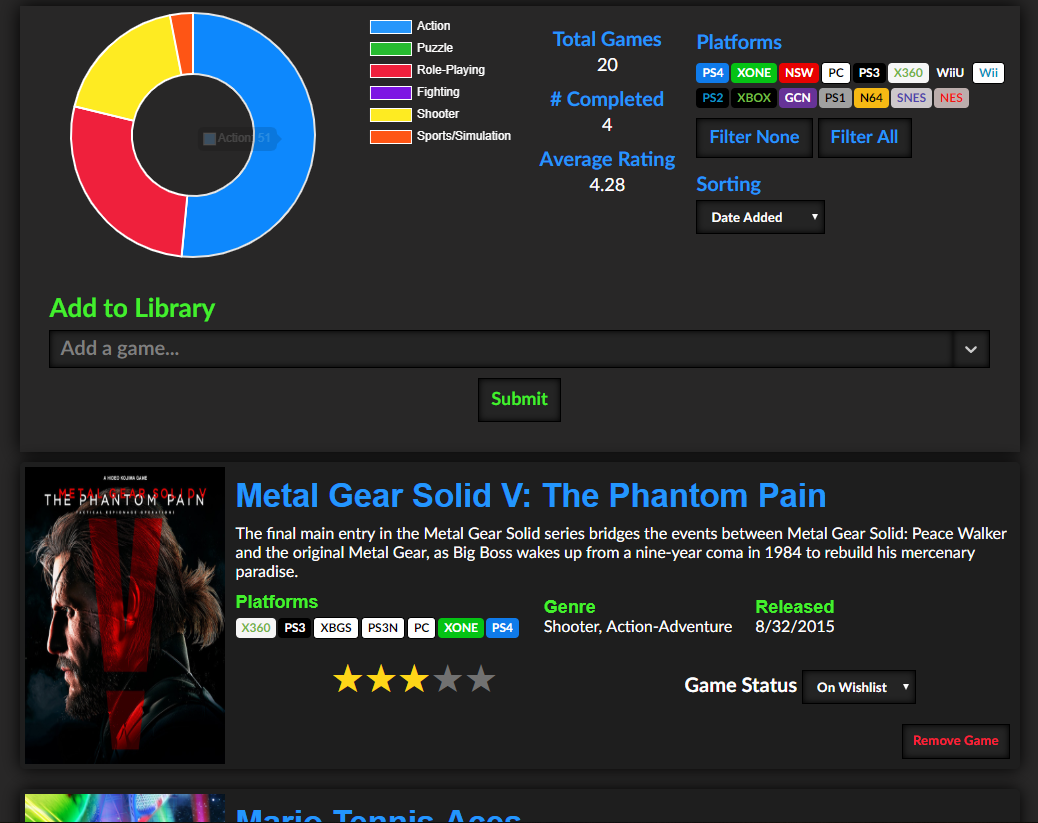 Action
Puzzle
Role-Playing
Fighting
Shooter
Sports/Simulation
Action: 51
Total Games
20
# Completed
4
Average Rating
4.28
Platforms
PS4 XONE NSW PC PS3 X360 WiiU Wii
PS2 XBOX GCN PS1 N64 SNES NES
Filter None Filter All
Sorting
Date Added
Add to Library
Add a game...
Submit
A HIDEO KOJIMA GAME
METAL GEAR SOLID V
THE PHANTOM PAIN
TACTICAL ESPIONAGE OPERATIONS
Metal Gear Solid V: The Phantom Pain
The final main entry in the Metal Gear Solid series bridges the events between Metal Gear Solid: Peace Walker
and the original Metal Gear, as Big Boss wakes up from a nine-year coma in 1984 to rebuild his mercenary
paradise.
Platforms
X360 PS3 XBGS PS3N PC XONE PS4
Genre
Shooter, Action-Adventure
Released
8/32/2015
Game Status On Wishlist
Remove Game
Mario Tennis Aces